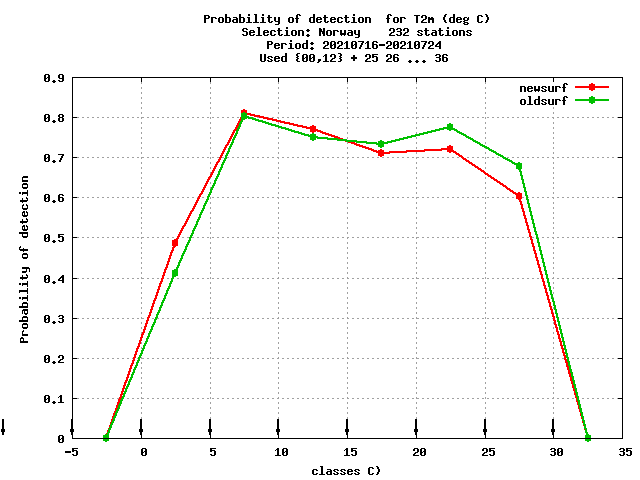 Probability of detection  for T2m (deg C)
Selection: Norway    232 stations
Period: 20210716-20210724
Used {00,12} + 25 26 ... 36
newsurf
oldsurf
Probability of detection
0.9
0.8
0.7
0.6
0.5
0.4
0.3
0.2
0.1
0
-5 0 5 10 15 20 25 30 35
classes C)